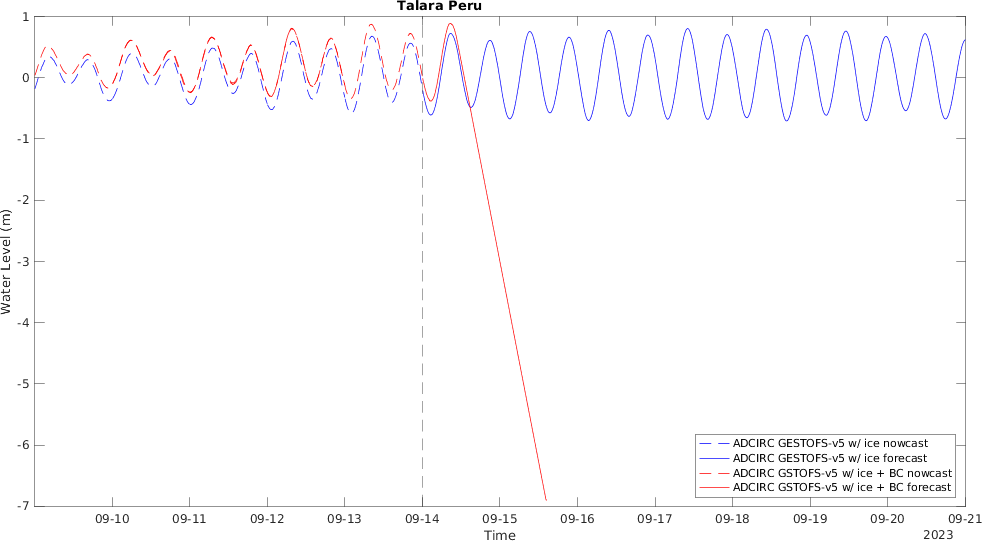 Talara Peru
1
0
-1
-2
-3
-4
-5
-6
-7
Water Level (m)
ADCIRC GESTOFS-v5 w/ ice nowcast
ADCIRC GESTOFS-v5 w/ ice forecast
ADCIRC GSTOFS-v5 w/ ice + BC nowcast
ADCIRC GSTOFS-v5 w/ ice + BC forecast
09-10 09-11 09-12 09-13 09-14 09-15 09-16 09-17 09-18 09-19 09-20 09-21
Time
2023